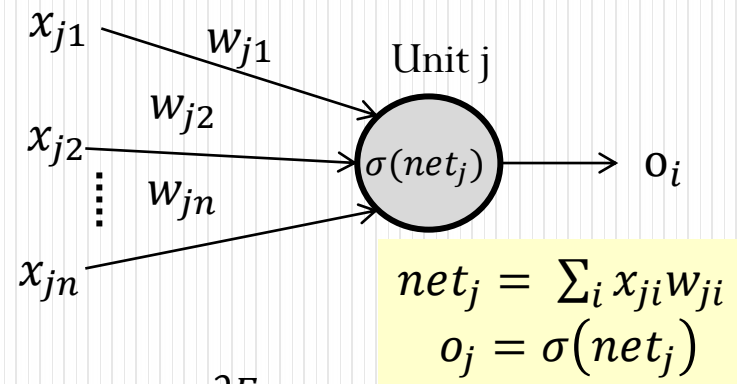 x_{j1}
w_{j1}
Unit j
w_{j2}
x_{j2}
σ(net_j)
o_i
w_{jn}
x_{jn}
net_j = ∑_i x_{ji}w_{ji}
o_j = σ(net_j)